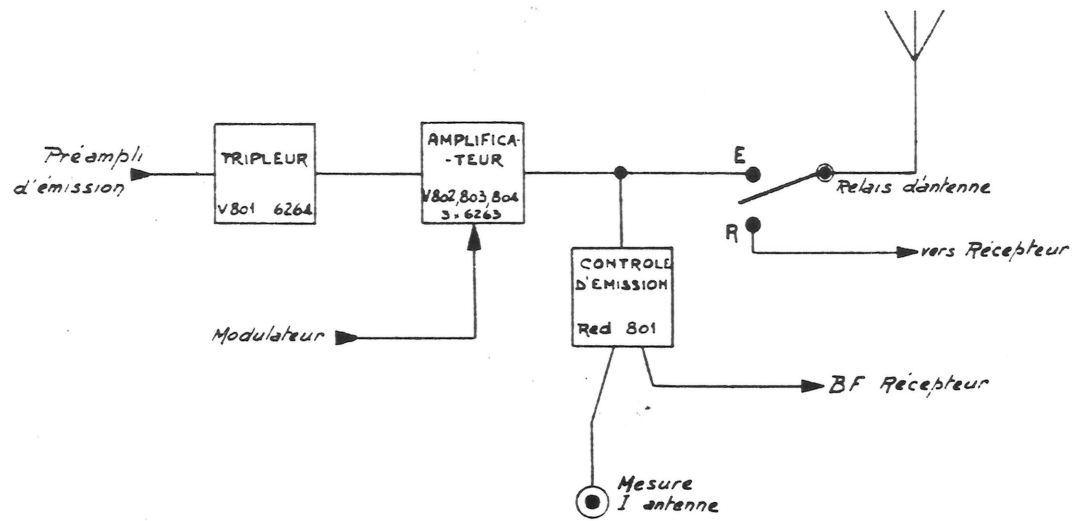 Préampli
d'émission
TRIPLEUR
V801 6264
AMPLIFICA-
-TEUR
V802,803,804
3×6263
E
R
Relais d'antenne
vers Récepteur
CONTROLE
D'EMISSION
Red 801
Modulateur
BF Récepteur
Mesure
I antenne